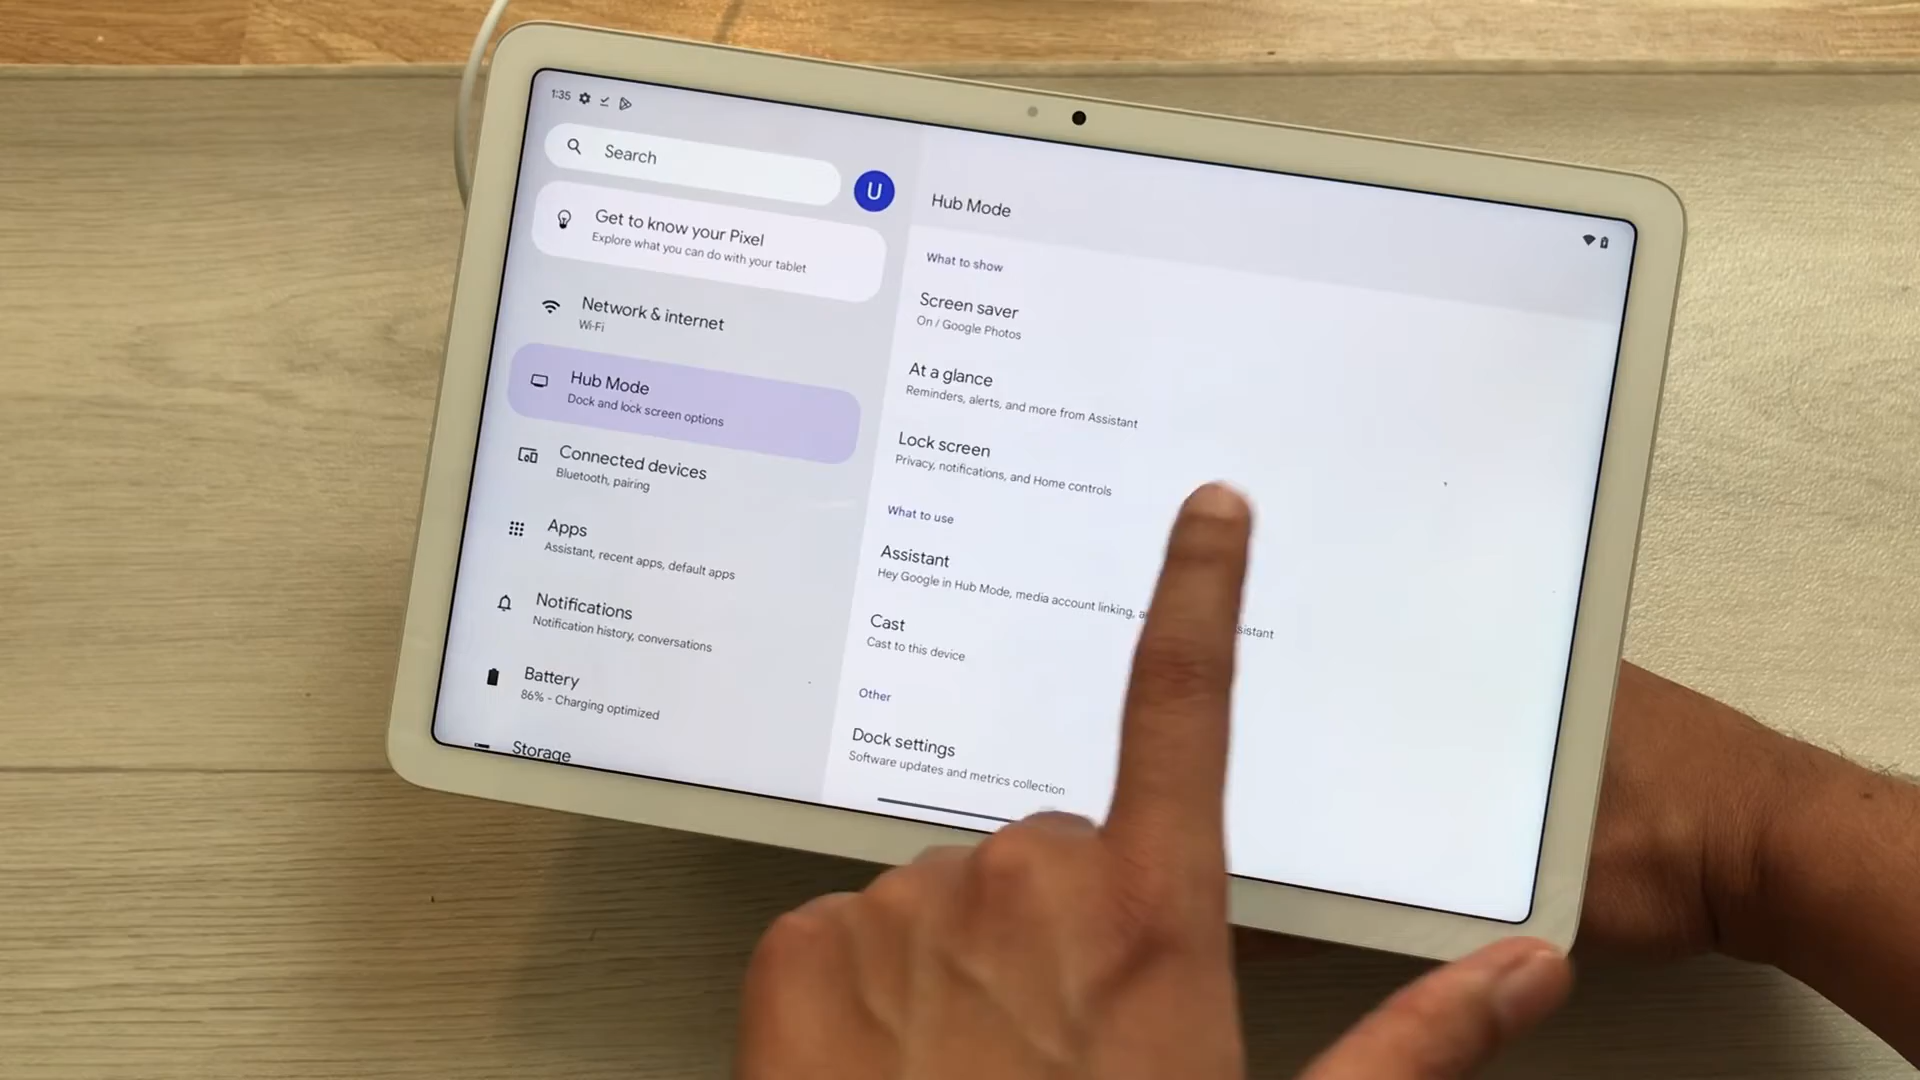 1:35
Search
U
Get to know your Pixel
Explore what you can do with your tablet
Network & internet
Wi-Fi
Hub Mode
Dock and lock screen options
Connected devices
Bluetooth, pairing
Apps
Assistant, recent apps, default apps
Notifications
Notification history, conversations
Battery
86% - Charging optimized
Storage
Hub Mode
What to show
Screen saver
On / Google Photos
At a glance
Reminders, alerts, and more from Assistant
Lock screen
Privacy, notifications, and Home controls
What to use
Assistant
Hey Google in Hub Mode, media account linking,
Cast
Cast to this device
Other
Dock settings
Software updates and metrics collection